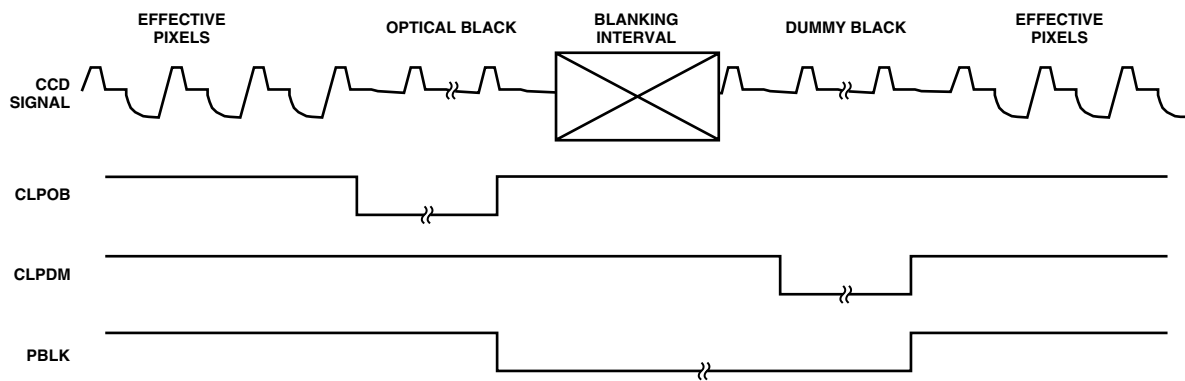 EFFECTIVE
PIXELS
OPTICAL BLACK
BLANKING
INTERVAL
DUMMY BLACK
EFFECTIVE
PIXELS
CCD
SIGNAL
CLPOB
CLPDM
PBLK